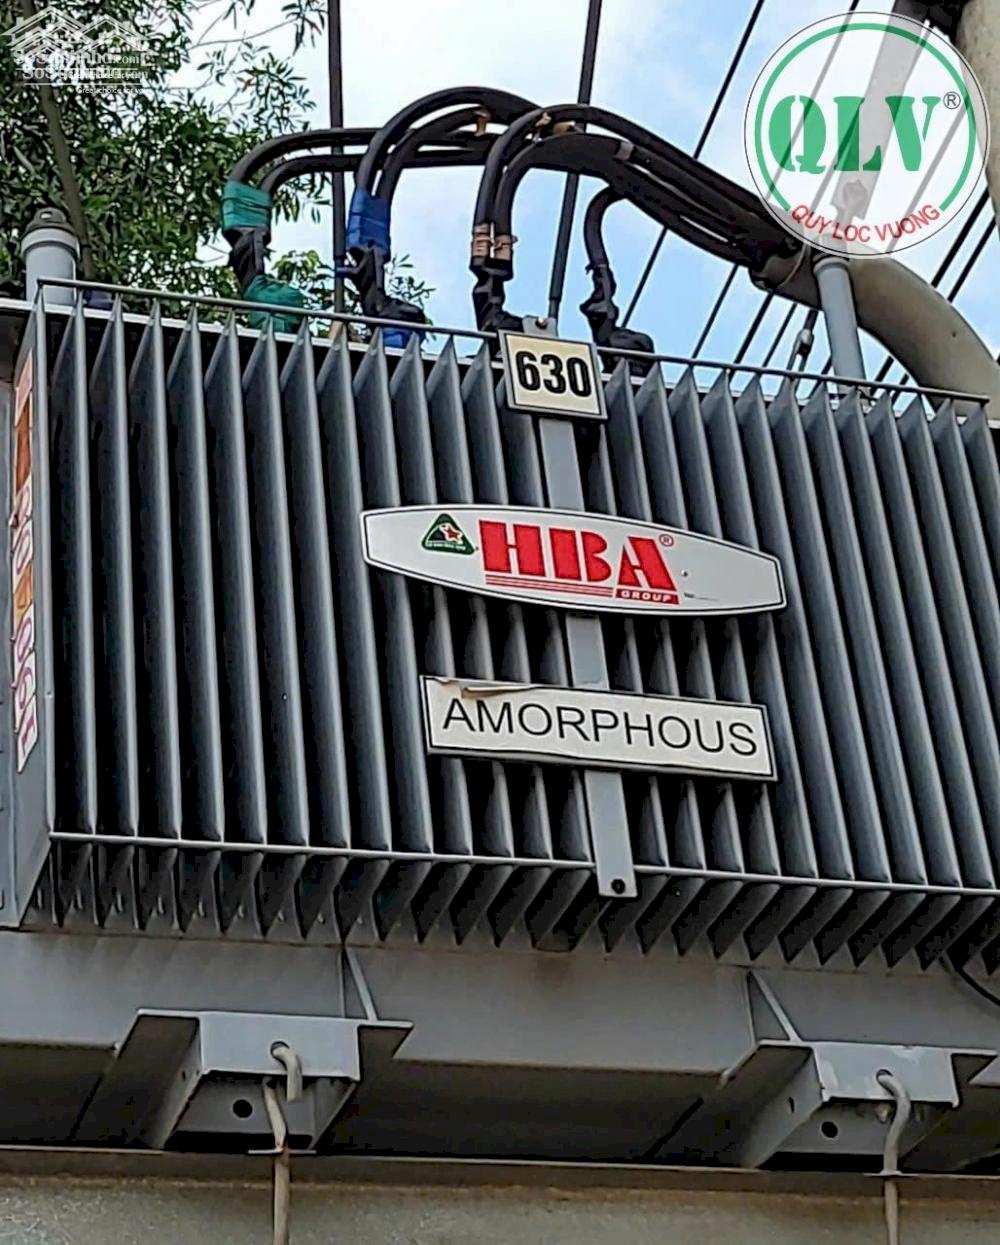 QLV®
QUY LOC VUONG
630
HBA®
GROUP
AMORPHOUS